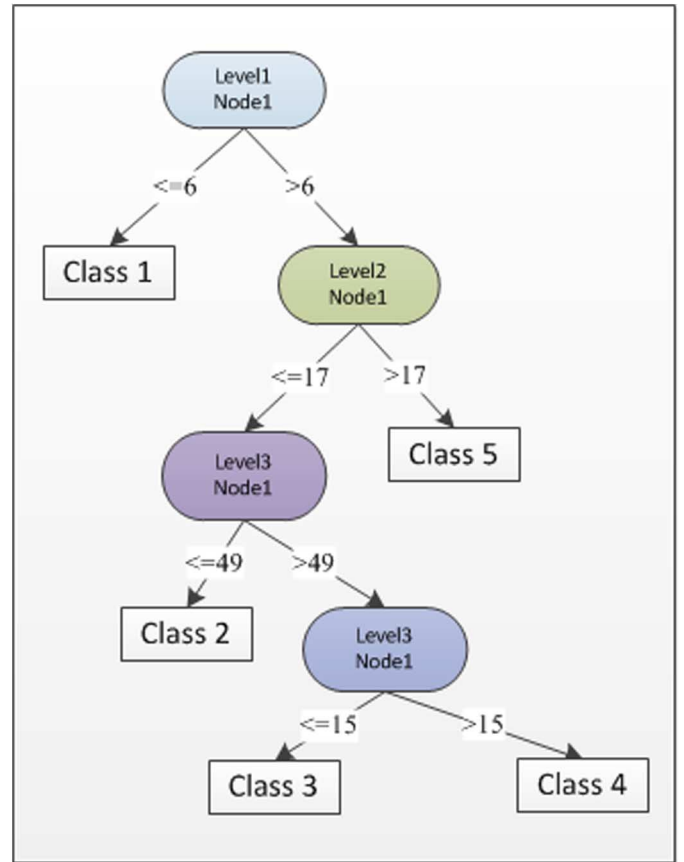 Level1
Node1
<=6
>6
Class 1
Level2
Node1
<=17
>17
Level3
Node1
Class 5
<=49
>49
Class 2
Level3
Node1
<=15
>15
Class 3
Class 4